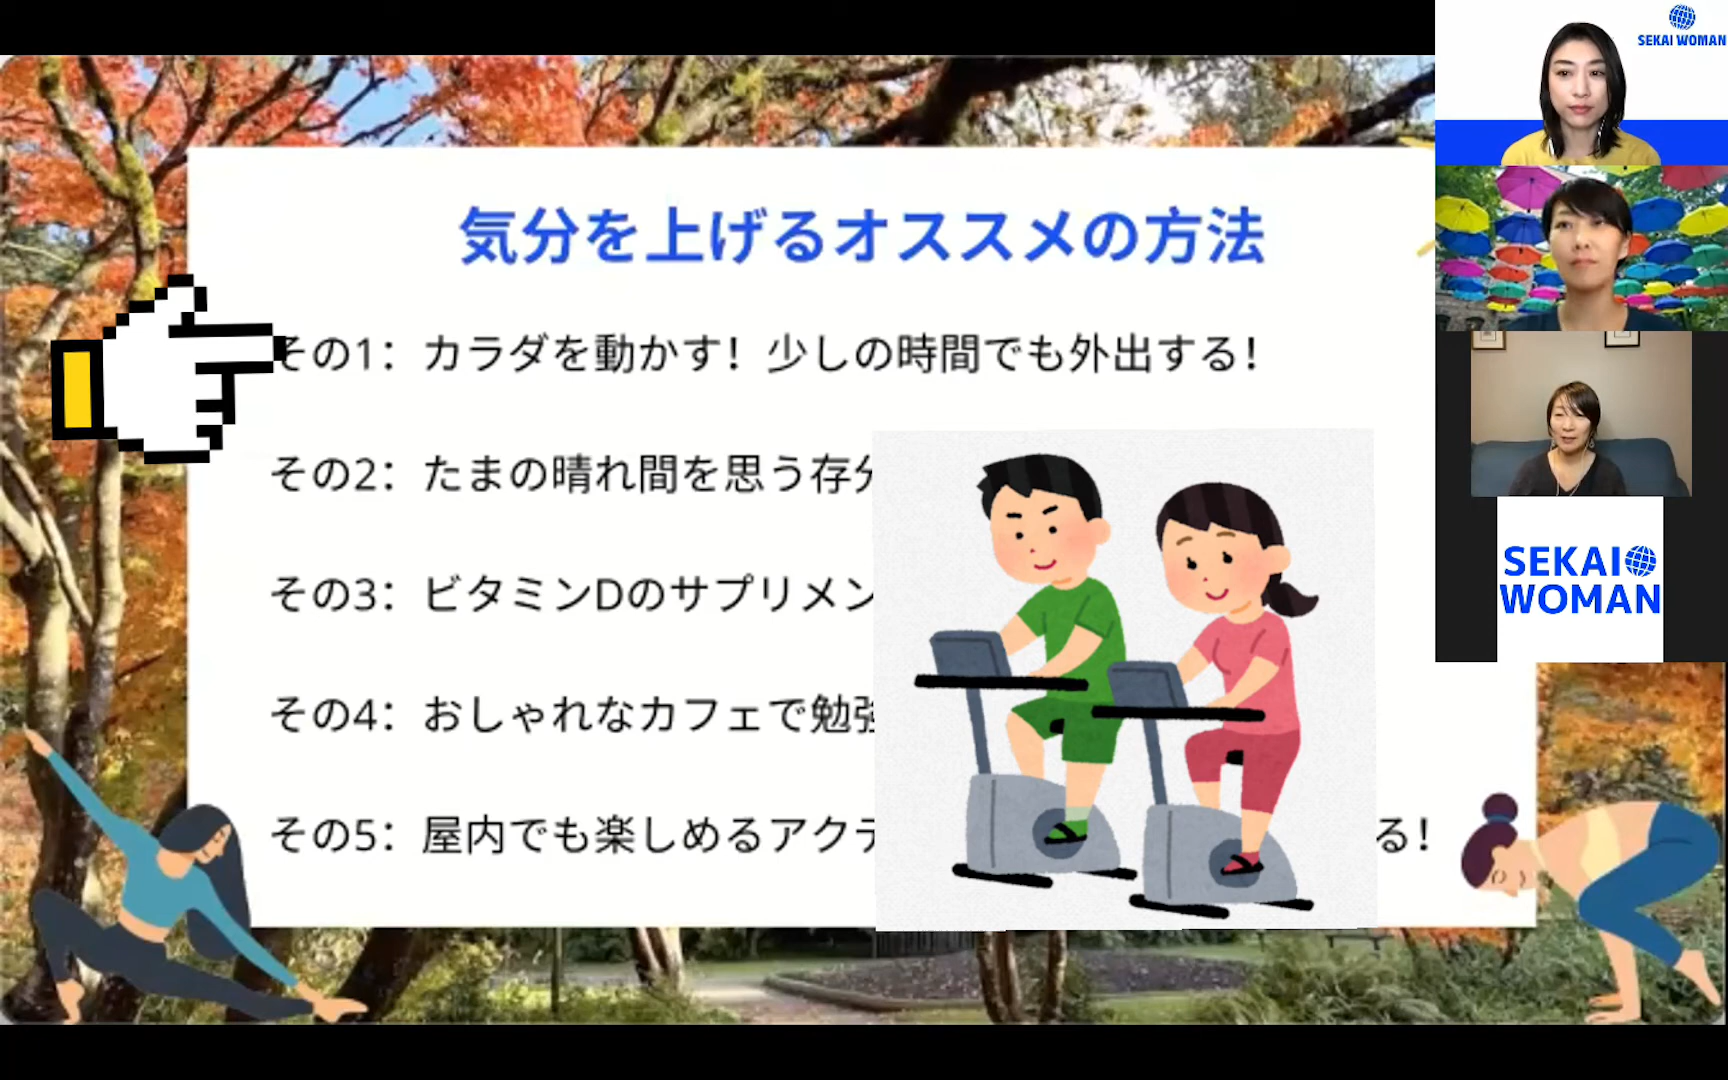 気分を上げるオススメの方法
その1：カラダを動かす！少しの時間でも外出する！
その2：たまの晴れ間を思う存
その3：ビタミンDのサプリメン
その4：おしゃれなカフェで勉強
その5：屋内でも楽しめるアクテ る！
SEKAI WOMAN
SEKAI
WOMAN